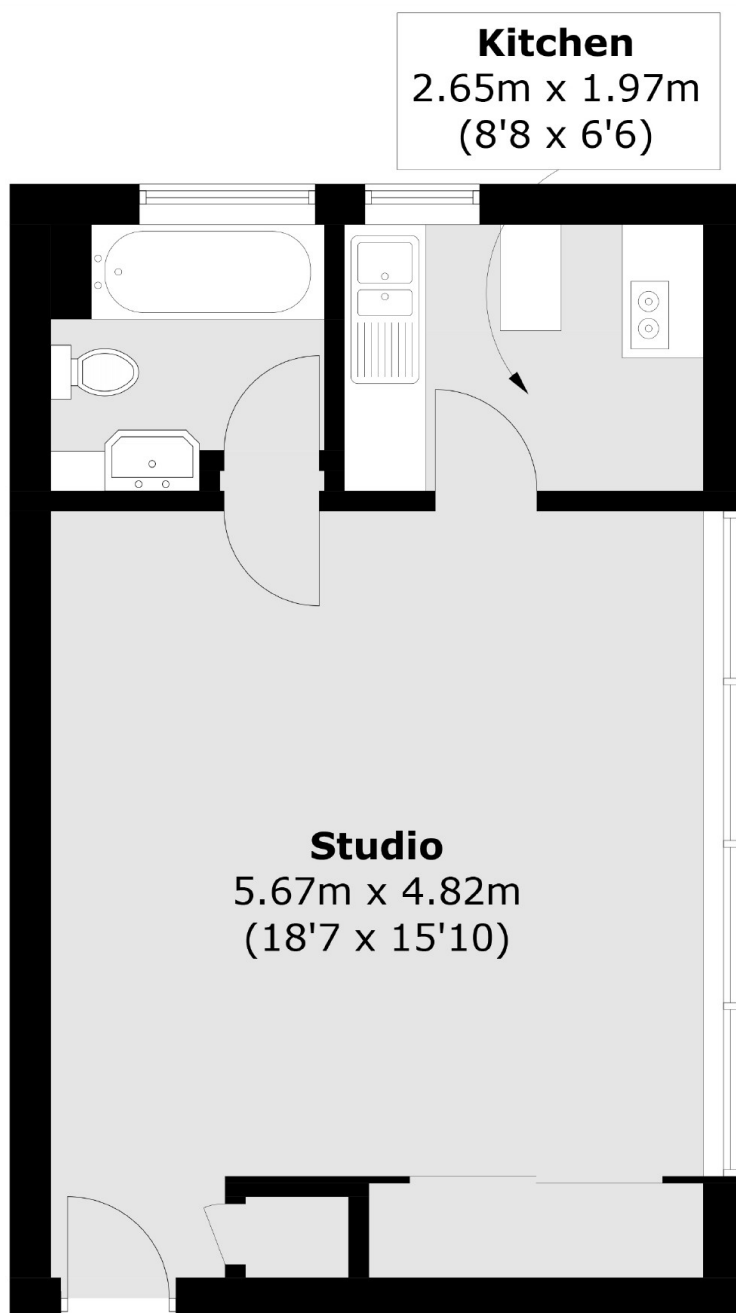 Kitchen
2.65m x 1.97m
(8'8 x 6'6)
Studio
5.67m x 4.82m
(18'7 x 15'10)